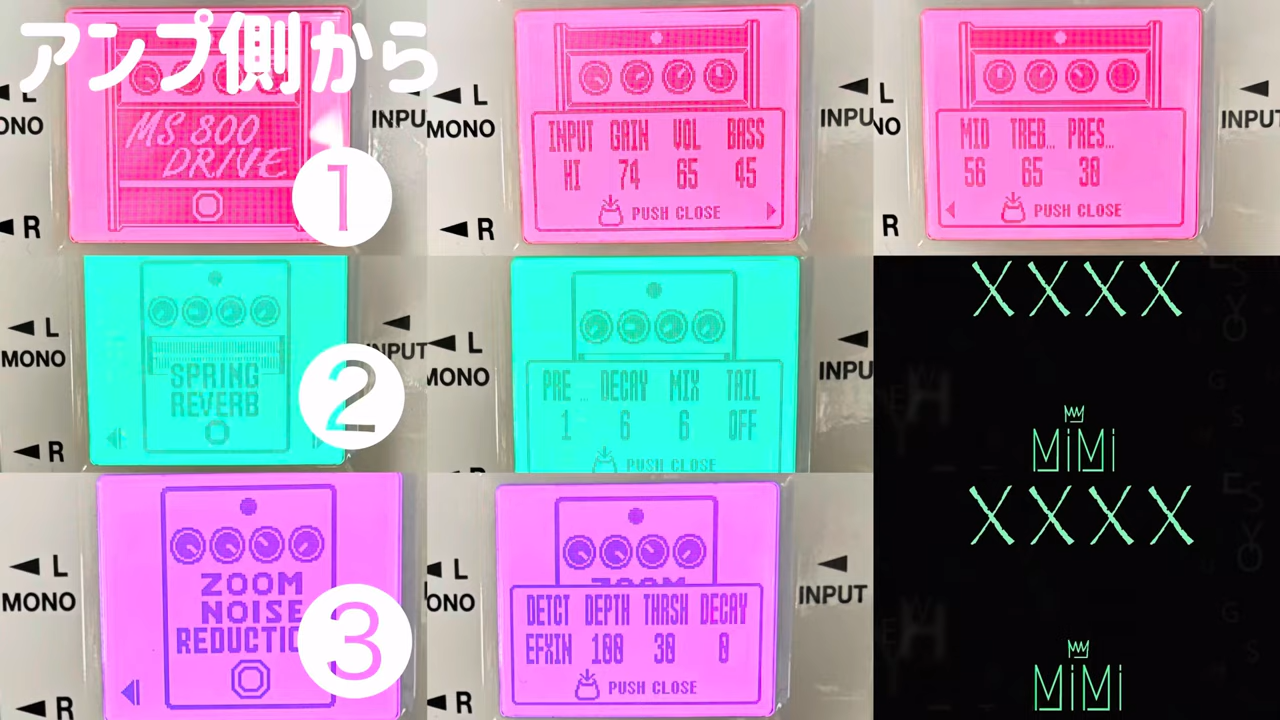 アンプ側から
L
MONO
R
INPUT
MS 800
DRIVE
1
L
MONO
R
INPUT
INPUT GAIN VOL BASS
HI 74 65 45
PUSH CLOSE
L
R
INPUT
MID TREB... PRES...
56 65 30
PUSH CLOSE
L
MONO
R
INPUT
SPRING
REVERB
2
L
MONO
R
INPUT
PRE... DECAY MIX TAIL
1 6 6 OFF
PUSH CLOSE
XXXX
MiMi
XXXX
MiMi
L
MONO
R
ZOOM
NOISE
REDUCTIO
3
L
MONO
R
INPUT
ZOOM
DETCT DEPTH THRSH DECAY
EFXIN 100 30 0
PUSH CLOSE